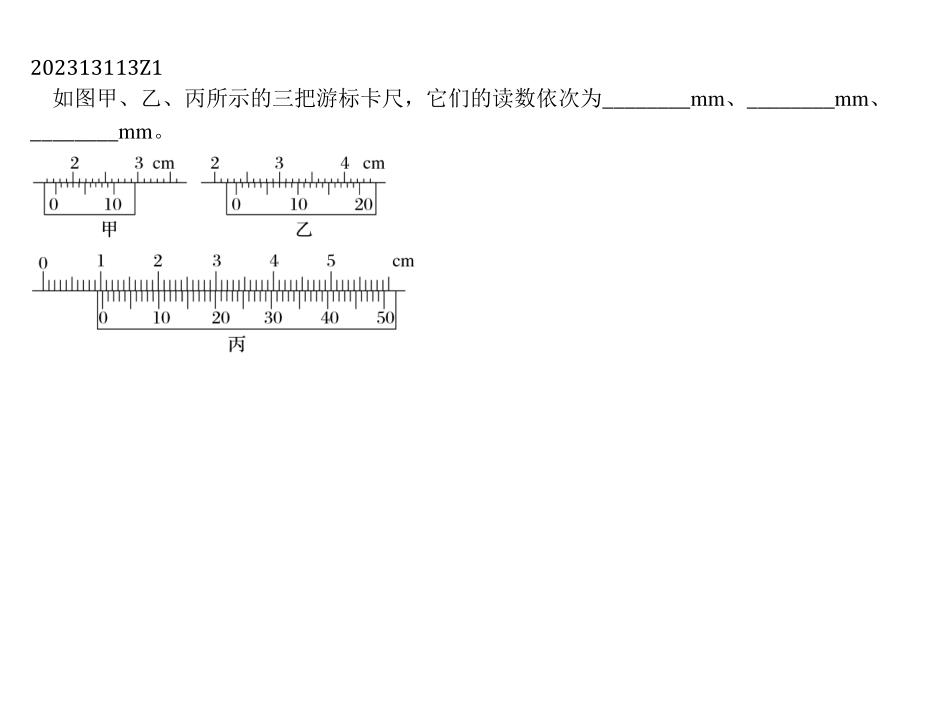 202313113Z1
如图甲、乙、丙所示的三把游标卡尺，它们的读数依次为________mm、________mm、
________mm。
2 3 cm
0 10
甲
2 3 4 cm
0 10 20
乙
0 1 2 3 4 5 cm
0 10 20 30 40 50
丙